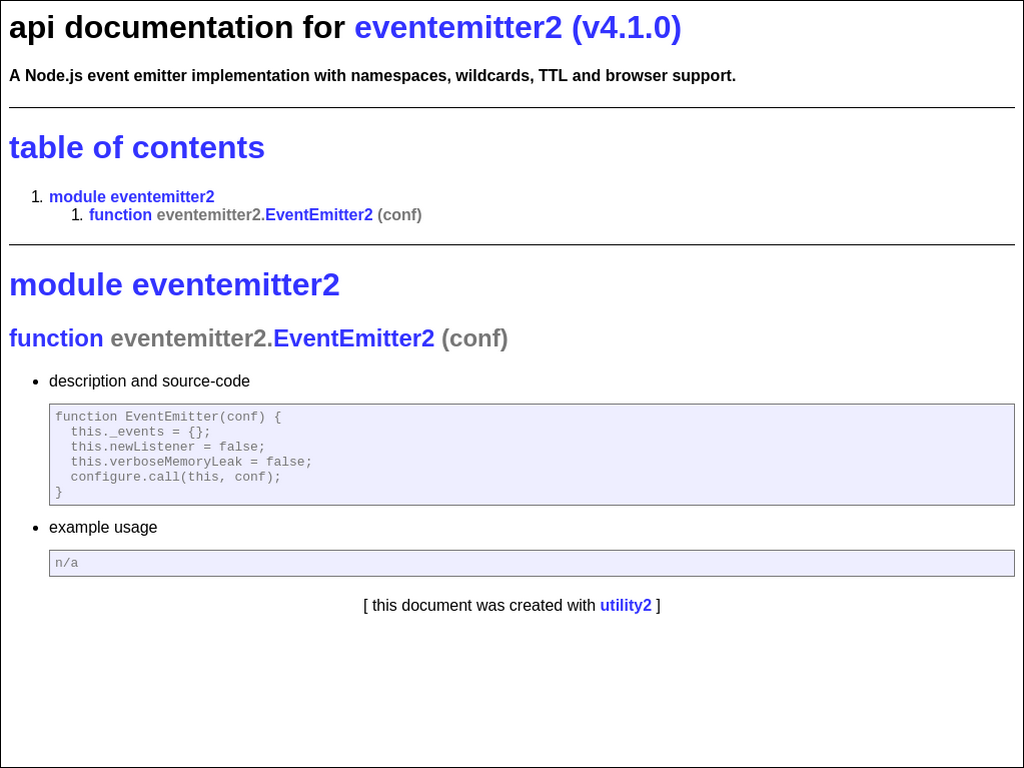 api documentation for eventemitter2 (v4.1.0)
A Node.js event emitter implementation with namespaces, wildcards, TTL and browser support.
table of contents
1. module eventemitter2
1. function eventemitter2.EventEmitter2 (conf)
module eventemitter2
function eventemitter2.EventEmitter2 (conf)
• description and source-code
function EventEmitter(conf) {
  this._events = {};
  this.newListener = false;
  this.verboseMemoryLeak = false;
  configure.call(this, conf);
}
• example usage
n/a
[ this document was created with utility2 ]